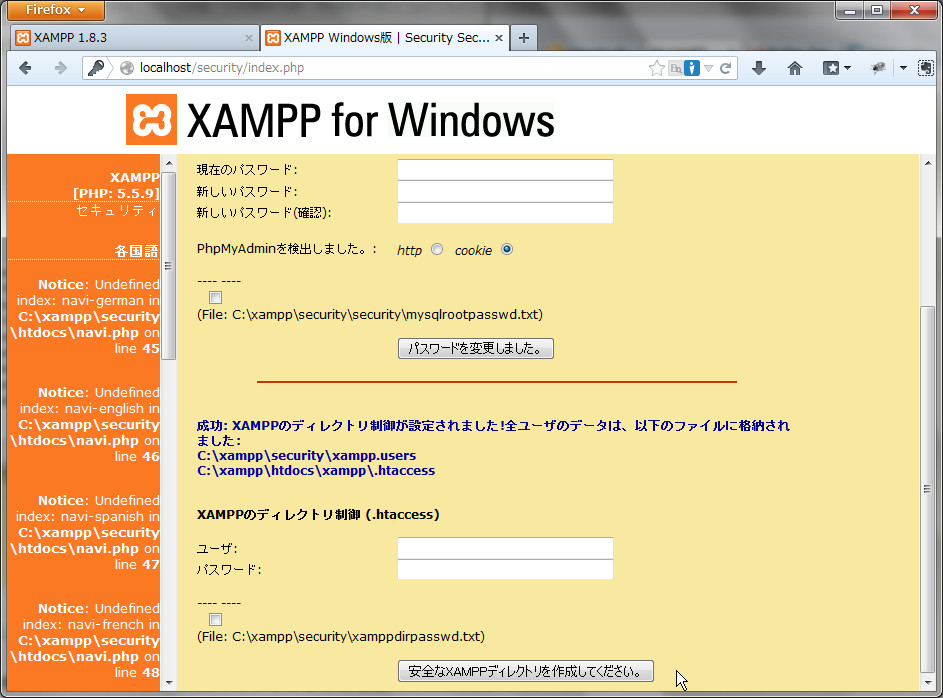 Firefox
XAMPP 1.8.3
XAMPP Windows版 | Security Sec...
localhost/security/index.php
XAMPP for Windows
XAMPP
[PHP: 5.5.9]
セキュリティ
各国語
Notice: Undefined
index: navi-german in
C:\xampp\security
\htdocs\navi.php on
line 45
Notice: Undefined
index: navi-english in
C:\xampp\security
\htdocs\navi.php on
line 46
Notice: Undefined
index: navi-spanish in
C:\xampp\security
\htdocs\navi.php on
line 47
Notice: Undefined
index: navi-french in
C:\xampp\security
\htdocs\navi.php on
line 48
現在のパスワード:
新しいパスワード:
新しいパスワード(確認):
PhpMyAdminを検出しました。: http cookie
---- ----
(File: C:\xampp\security\security\mysqlrootpasswd.txt)
パスワードを変更しました。
成功: XAMPPのディレクトリ制御が設定されました!全ユーザのデータは、以下のファイルに格納され
ました:
C:\xampp\security\xampp.users
C:\xampp\htdocs\xampp\.htaccess
XAMPPのディレクトリ制御 (.htaccess)
ユーザ:
パスワード:
---- ----
(File: C:\xampp\security\xamppdirpasswd.txt)
安全なXAMPPディレクトリを作成してください。